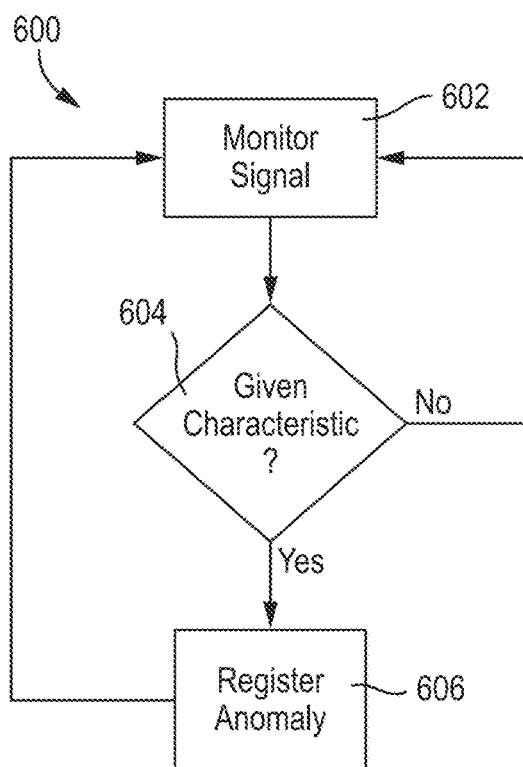 600
602
Monitor
Signal
604
Given
Characteristic
?
No
Yes
Register
Anomaly
606